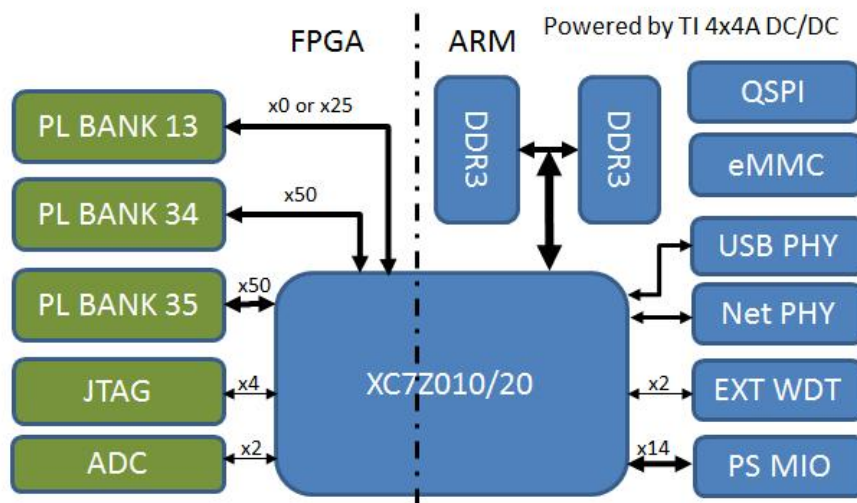 FPGA
ARM
Powered by TI 4x4A DC/DC
PL BANK 13
x0 or x25
DDR3
DDR3
QSPI
eMMC
PL BANK 34
x50
USB PHY
PL BANK 35
x50
Net PHY
XC7Z010/20
JTAG
x4
x2
EXT WDT
ADC
x2
x14
PS MIO